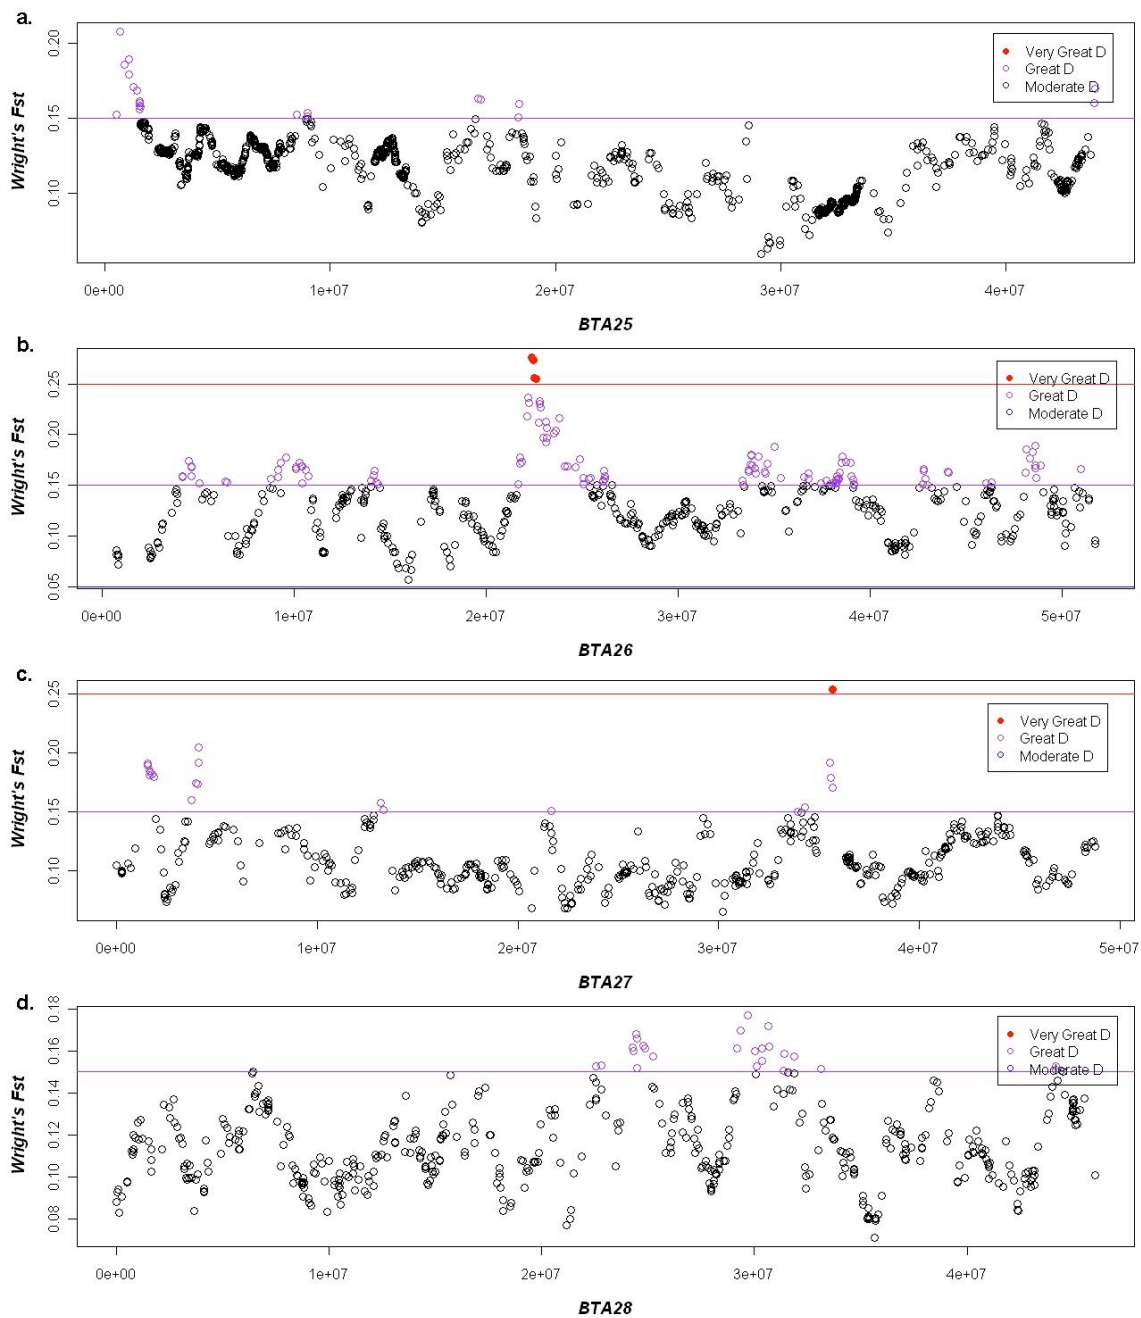 a.
Wright's Fst
0.20
0.15
0.10
Very Great D
Great D
Moderate D
0e+00 1e+07 2e+07 3e+07 4e+07
BTA25
b.
Wright's Fst
0.25
0.20
0.15
0.10
0.05
Very Great D
Great D
Moderate D
0e+00 1e+07 2e+07 3e+07 4e+07 5e+07
BTA26
c.
Wright's Fst
0.25
0.20
0.15
0.10
Very Great D
Great D
Moderate D
0e+00 1e+07 2e+07 3e+07 4e+07 5e+07
BTA27
d.
Wright's Fst
0.18
0.16
0.14
0.12
0.10
0.08
Very Great D
Great D
Moderate D
0e+00 1e+07 2e+07 3e+07 4e+07
BTA28